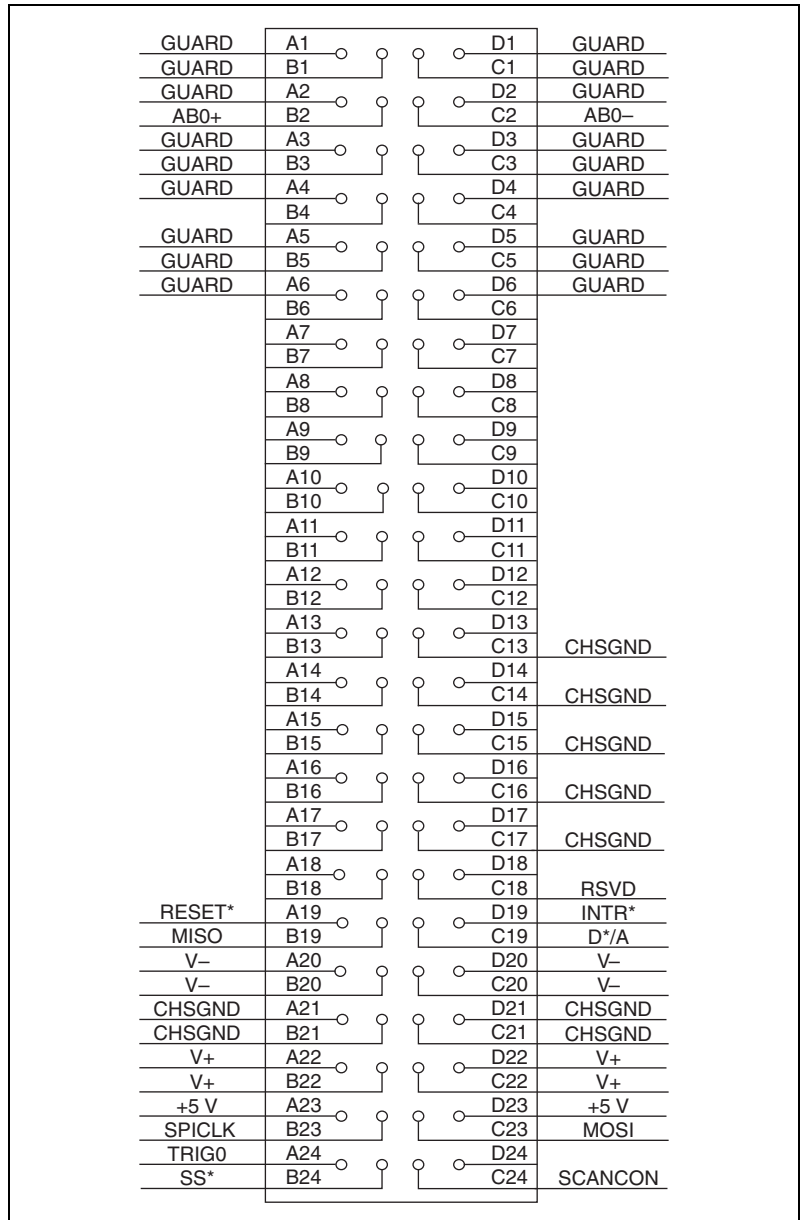 GUARD A1 D1 GUARD
GUARD B1 C1 GUARD
GUARD A2 D2 GUARD
AB0+ B2 C2 AB0–
GUARD A3 D3 GUARD
GUARD B3 C3 GUARD
GUARD A4 D4 GUARD
B4 C4
GUARD A5 D5 GUARD
GUARD B5 C5 GUARD
GUARD A6 D6 GUARD
B6 C6
A7 D7
B7 C7
A8 D8
B8 C8
A9 D9
B9 C9
A10 D10
B10 C10
A11 D11
B11 C11
A12 D12
B12 C12
A13 D13
B13 C13 CHSGND
A14 D14
B14 C14 CHSGND
A15 D15
B15 C15 CHSGND
A16 D16
B16 C16 CHSGND
A17 D17
B17 C17 CHSGND
A18 D18
B18 C18 RSVD
RESET* A19 D19 INTR*
MISO B19 C19 D*/A
V– A20 D20 V–
V– B20 C20 V–
CHSGND A21 D21 CHSGND
CHSGND B21 C21 CHSGND
V+ A22 D22 V+
V+ B22 C22 V+
+5 V A23 D23 +5 V
SPICLK B23 C23 MOSI
TRIG0 A24 D24
SS* B24 C24 SCANCON